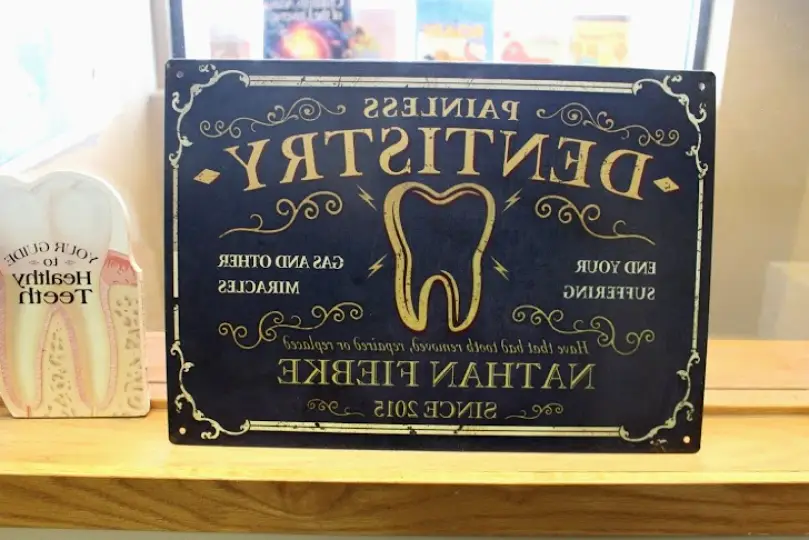 PAINLESS
DENTISTRY
END YOUR
SUFFERING
GAS AND OTHER
MIRACLES
Have that bad tooth removed, repaired or replaced
NATHAN FIEBKE
SINCE 2015
YOUR GUIDE
to
Healthy
Teeth